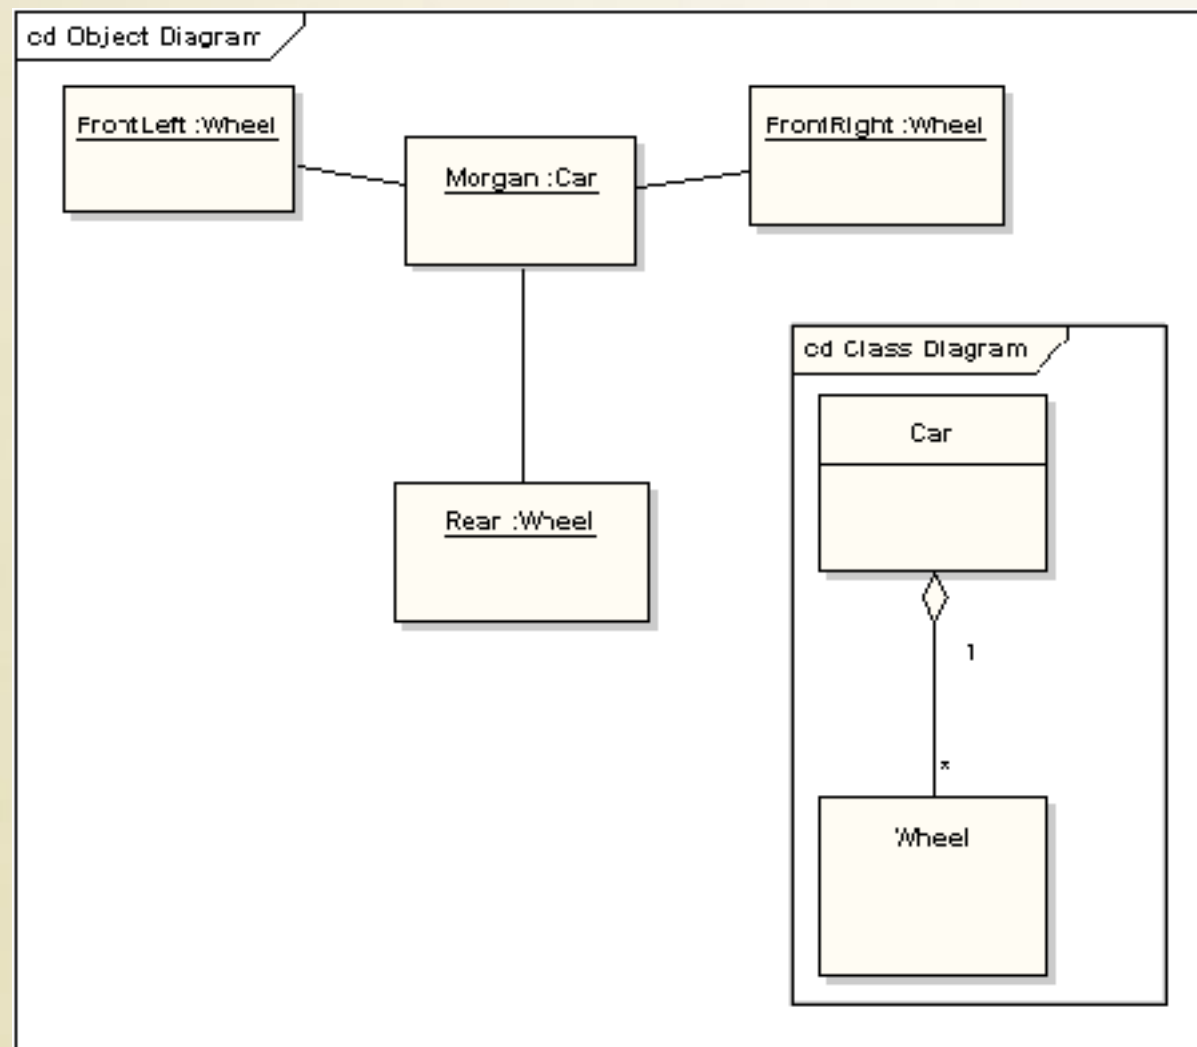 cd Object Diagram
FrontLeft :Wheel
FrontRight :Wheel
Morgan :Car
Rear :Wheel
cd Class Diagram
Car
1
*
Wheel